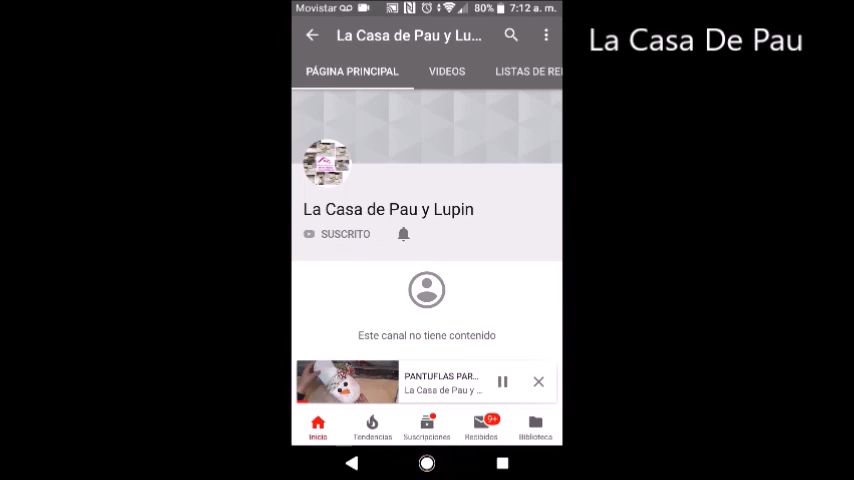 Movistar 80% 7:12 a. m.
La Casa de Pau y Lu...
La Casa De Pau
PÁGINA PRINCIPAL VIDEOS LISTAS DE REI
La Casa de Pau y Lupin
SUSCRITO
Este canal no tiene contenido
PANTUFLAS PAR...
La Casa de Pau y ...
9+
Inicio Tendencias Suscripciones Recibidos Biblioteca